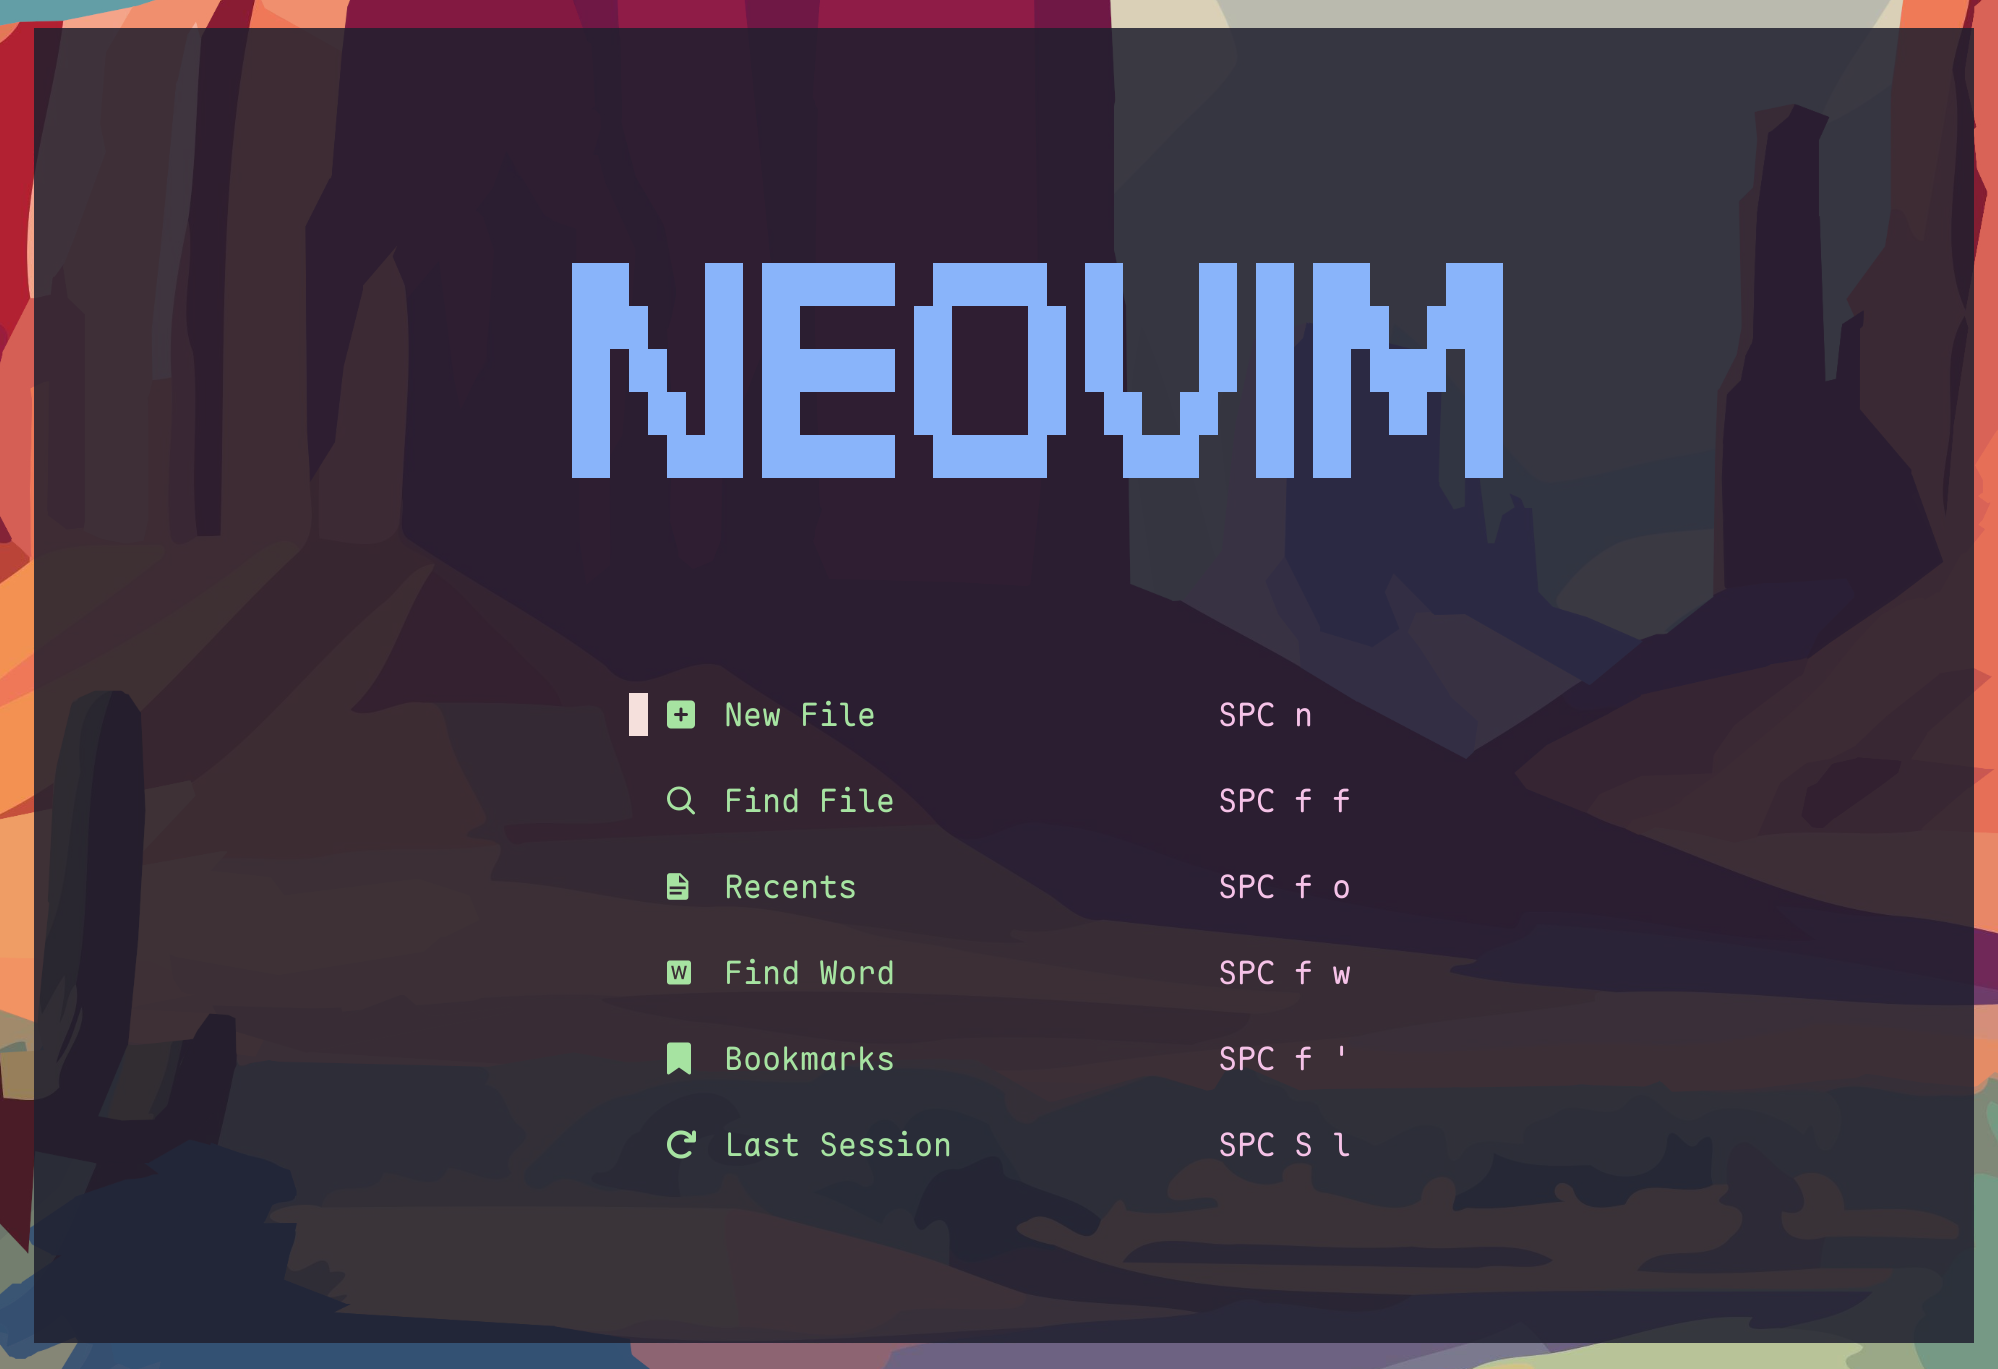 NEOVIM
New File SPC n
Find File SPC f f
Recents SPC f o
W Find Word SPC f w
Bookmarks SPC f '
Last Session SPC S l